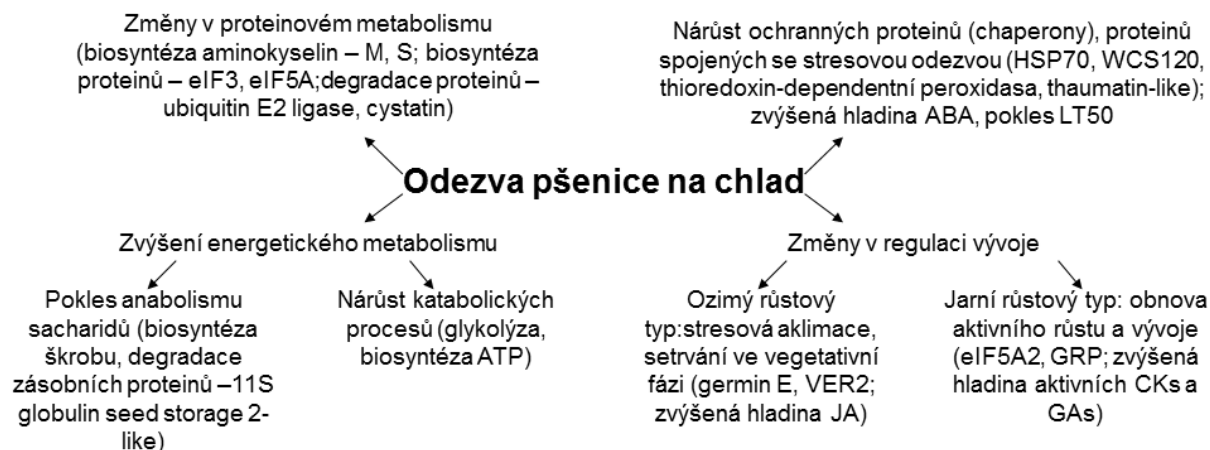 Změny v proteinovém metabolismu
(biosyntéza aminokyselin – M, S; biosyntéza
proteinů – eIF3, eIF5A;degradace proteinů –
ubiquitin E2 ligase, cystatin)
Nárůst ochranných proteinů (chaperony), proteinů
spojených se stresovou odezvou (HSP70, WCS120,
thioredoxin-dependentní peroxidasa, thaumatin-like);
zvýšená hladina ABA, pokles LT50
Odezva pšenice na chlad
Zvýšení energetického metabolismu
Pokles anabolismu
sacharidů (biosyntéza
škrobu, degradace
zásobních proteinů –11S
globulin seed storage 2-
like)
Nárůst katabolických
procesů (glykolýza,
biosyntéza ATP)
Změny v regulaci vývoje
Ozimý růstový
typ:stresová aklimace,
setrvání ve vegetativní
fázi (germin E, VER2;
zvýšená hladina JA)
Jarní růstový typ: obnova
aktivního růstu a vývoje
(eIF5A2, GRP; zvýšená
hladina aktivních CKs a
GAs)